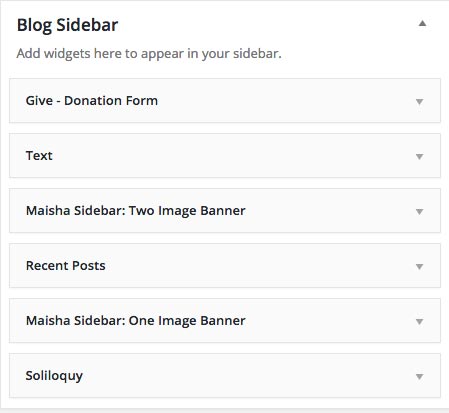 Blog Sidebar
Add widgets here to appear in your sidebar.
Give - Donation Form
Text
Maisha Sidebar: Two Image Banner
Recent Posts
Maisha Sidebar: One Image Banner
Soliloquy